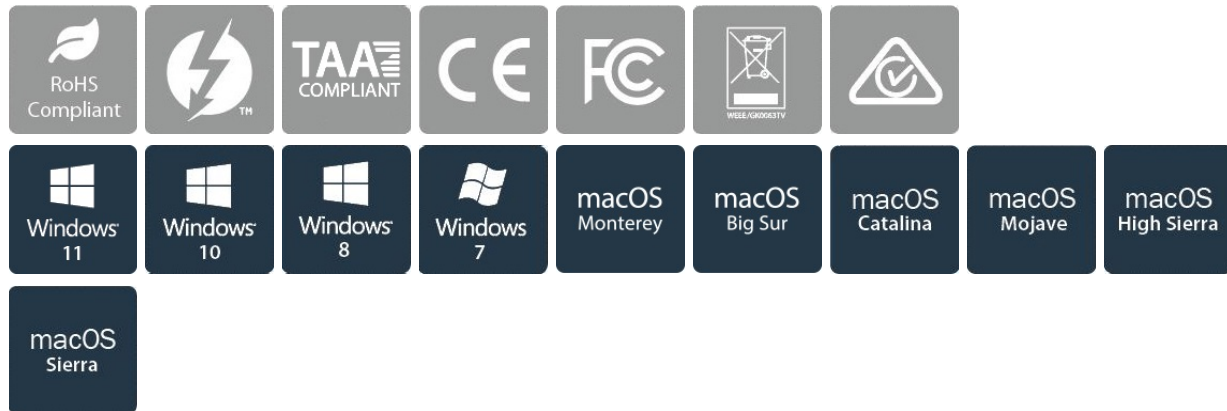 RoHS
Compliant
TM
TAA
COMPLIANT
CE
FC
WEEE/GK0083TV
Windows
11
Windows
10
Windows
8
Windows
7
macOS
Monterey
macOS
Big Sur
macOS
Catalina
macOS
Mojave
macOS
High Sierra
macOS
Sierra